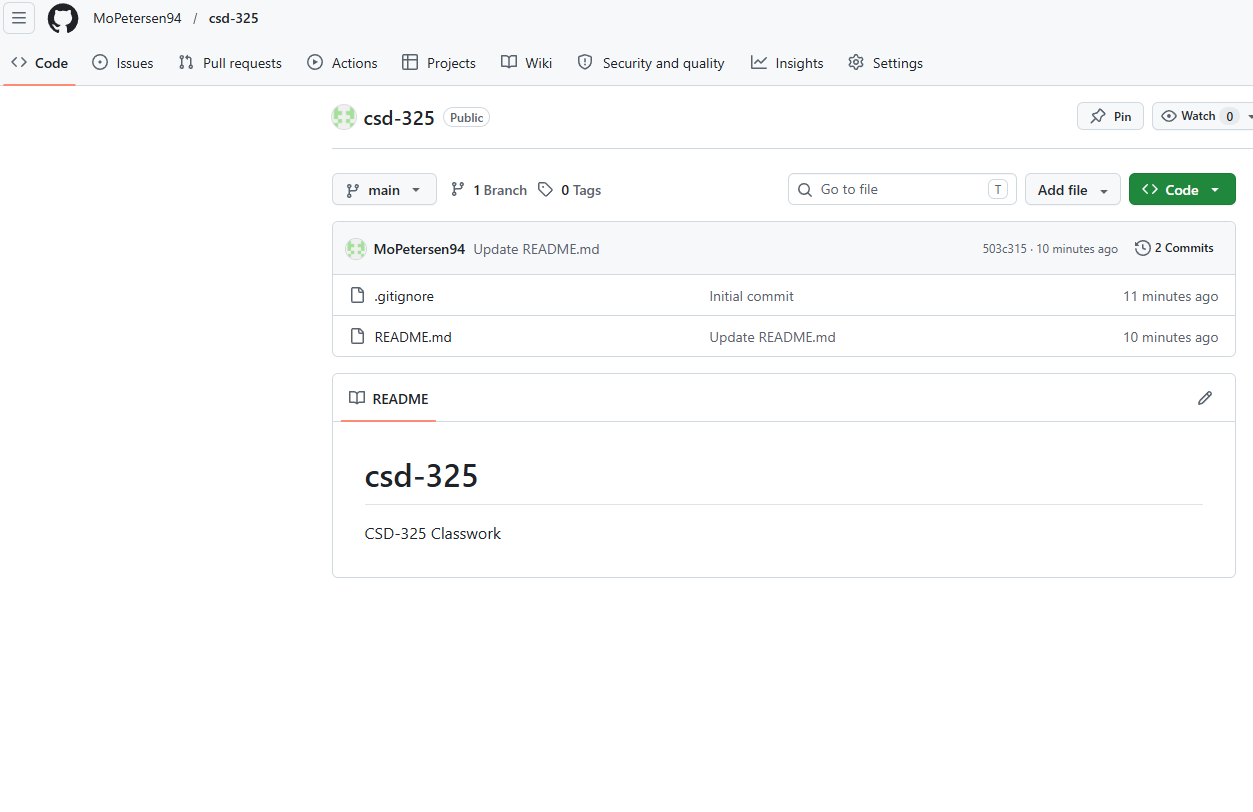 MoPetersen94 / csd-325
Code Issues Pull requests Actions Projects Wiki Security and quality Insights Settings
csd-325 Public Pin Watch 0
main 1 Branch 0 Tags Go to file T Add file Code
MoPetersen94 Update README.md 503c315 · 10 minutes ago 2 Commits
.gitignore Initial commit 11 minutes ago
README.md Update README.md 10 minutes ago
README
csd-325
CSD-325 Classwork